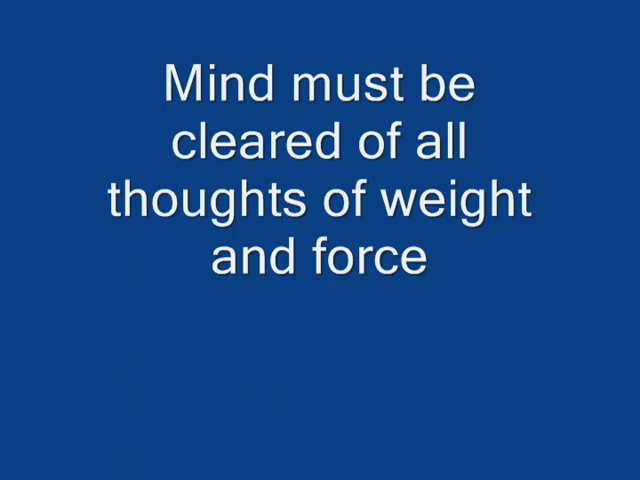 Mind must be
cleared of all
thoughts of weight
and force